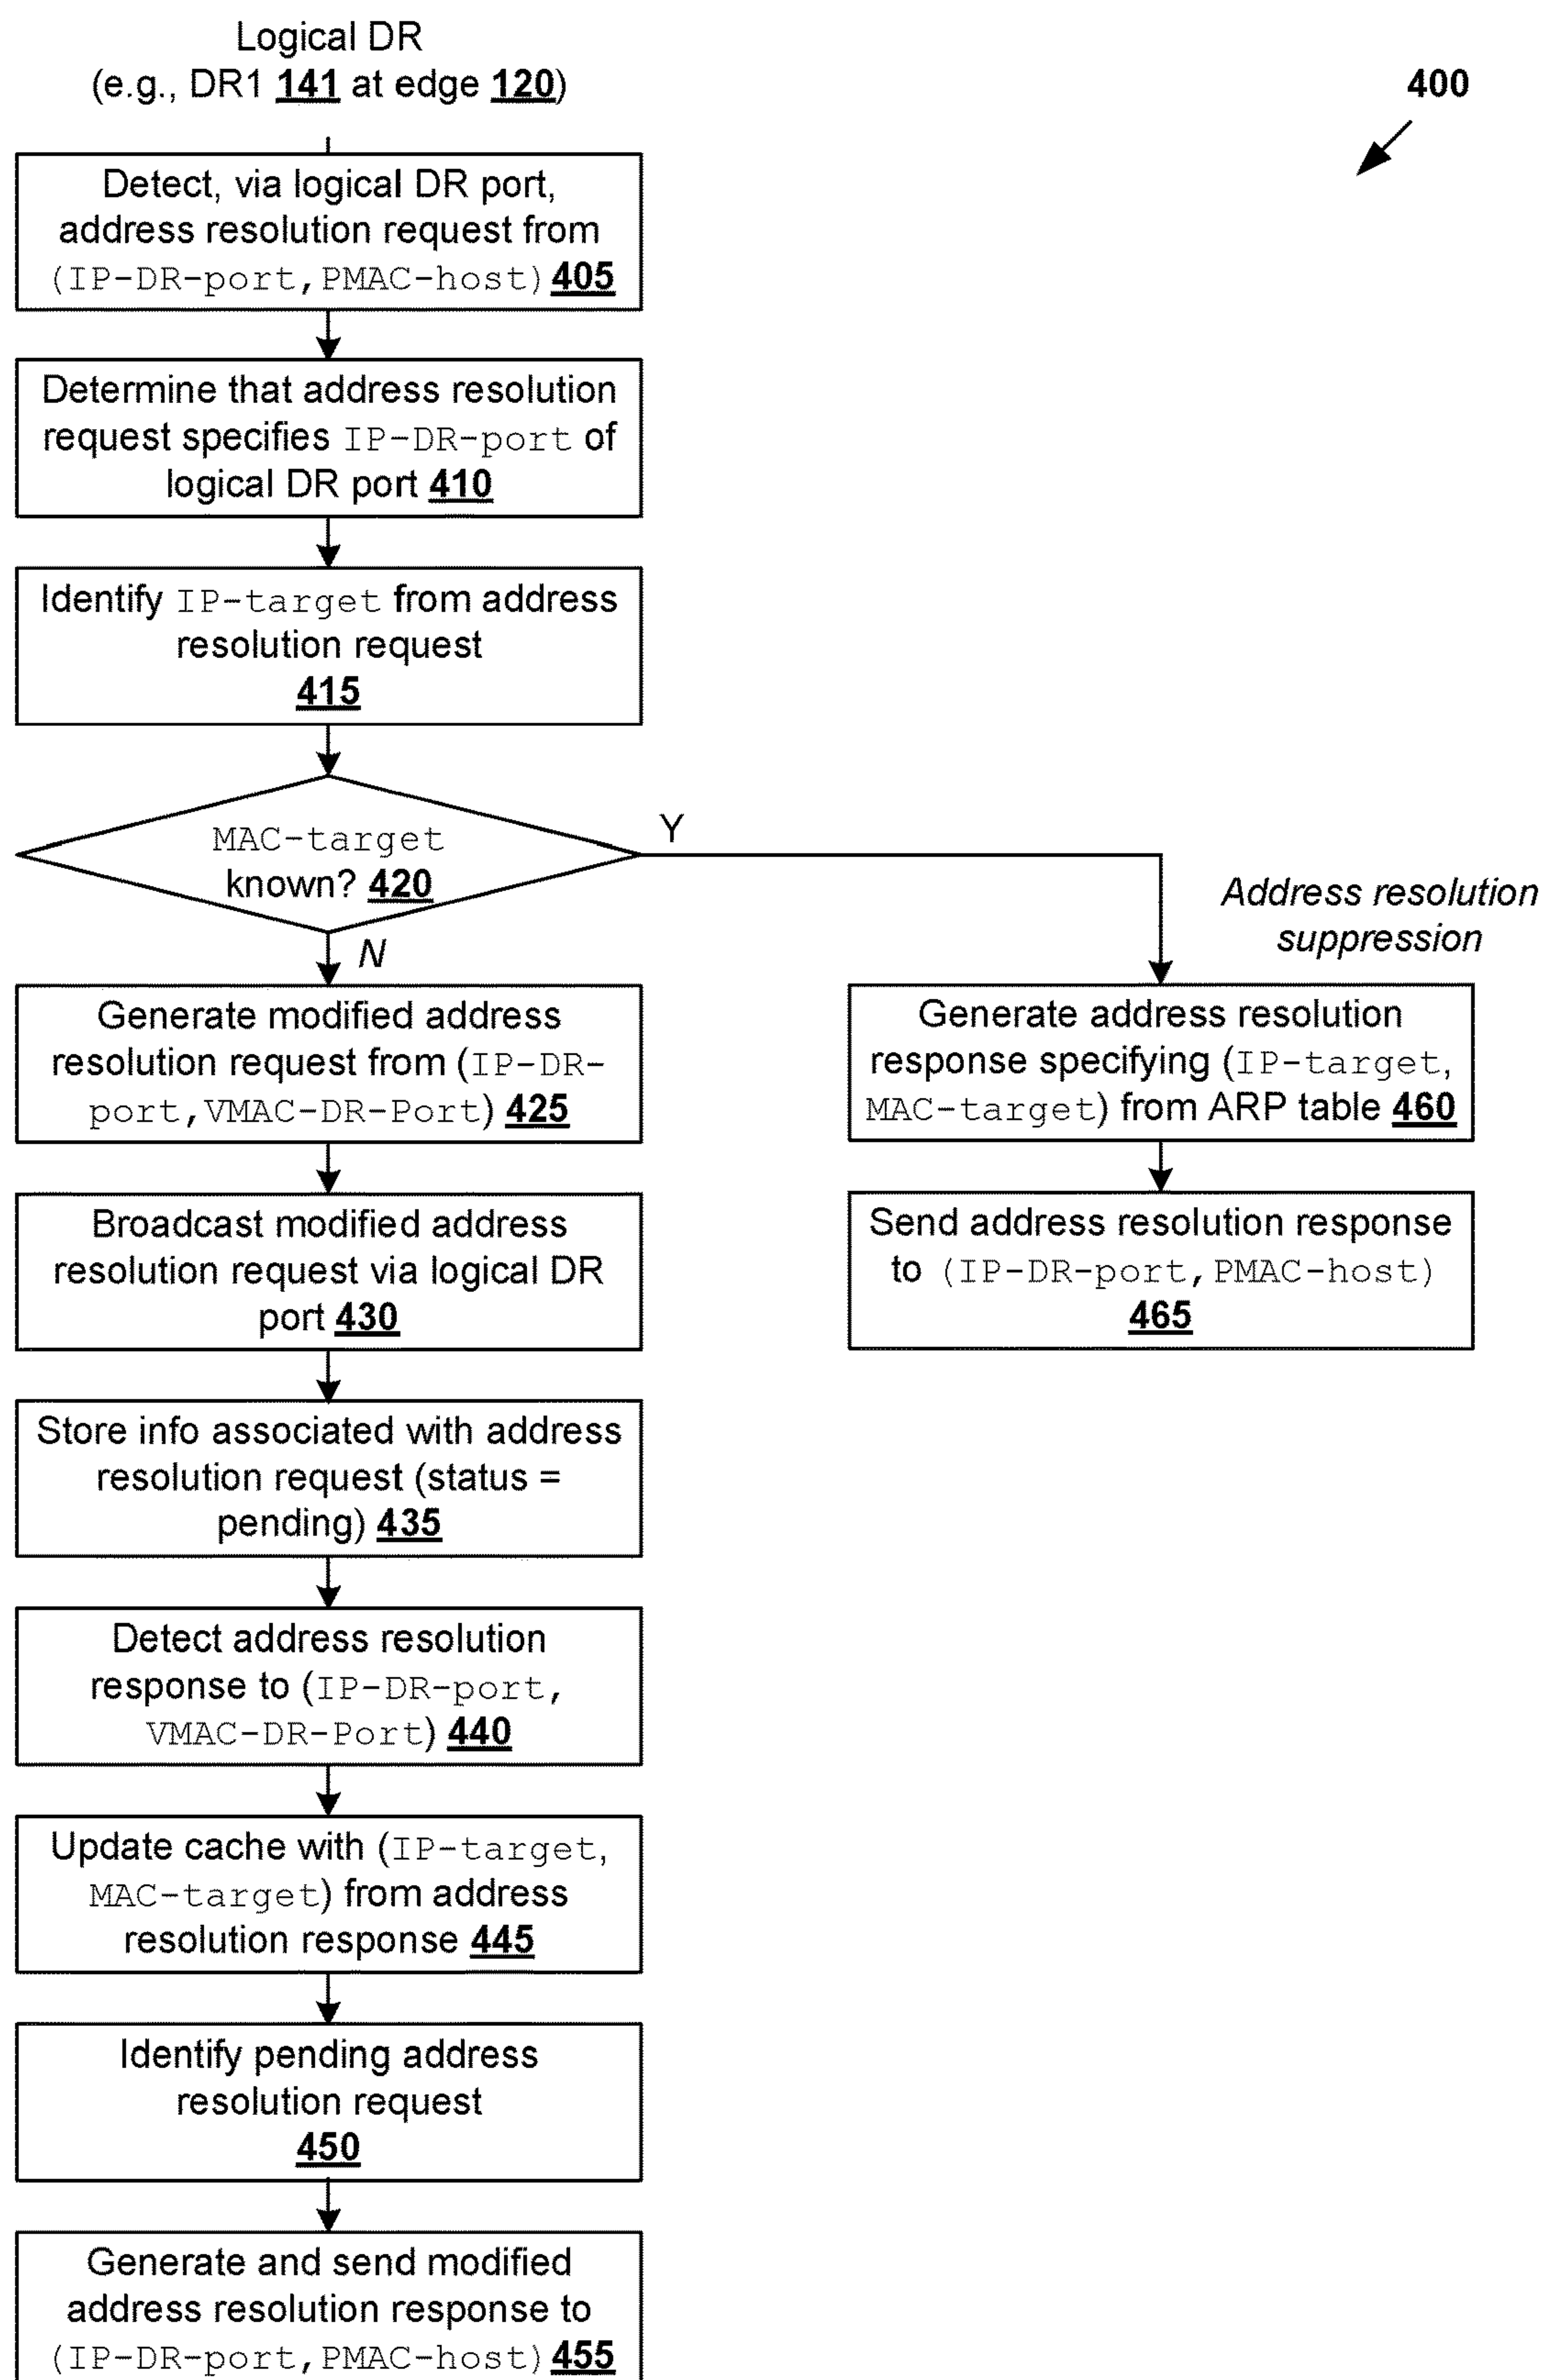 Logical DR
(e.g., DR1 141 at edge 120)
400
Detect, via logical DR port,
address resolution request from
(IP-DR-port,PMAC-host) 405
Determine that address resolution
request specifies IP-DR-port of
logical DR port 410
Identify IP-target from address
resolution request
415
MAC-target
known? 420
Y
N
Address resolution
suppression
Generate modified address
resolution request from (IP-DR-
port,VMAC-DR-Port) 425
Broadcast modified address
resolution request via logical DR
port 430
Store info associated with address
resolution request (status =
pending) 435
Detect address resolution
response to (IP-DR-port,
VMAC-DR-Port) 440
Update cache with (IP-target,
MAC-target) from address
resolution response 445
Identify pending address
resolution request
450
Generate and send modified
address resolution response to
(IP-DR-port,PMAC-host) 455
Generate address resolution
response specifying (IP-target,
MAC-target) from ARP table 460
Send address resolution response
to (IP-DR-port,PMAC-host)
465